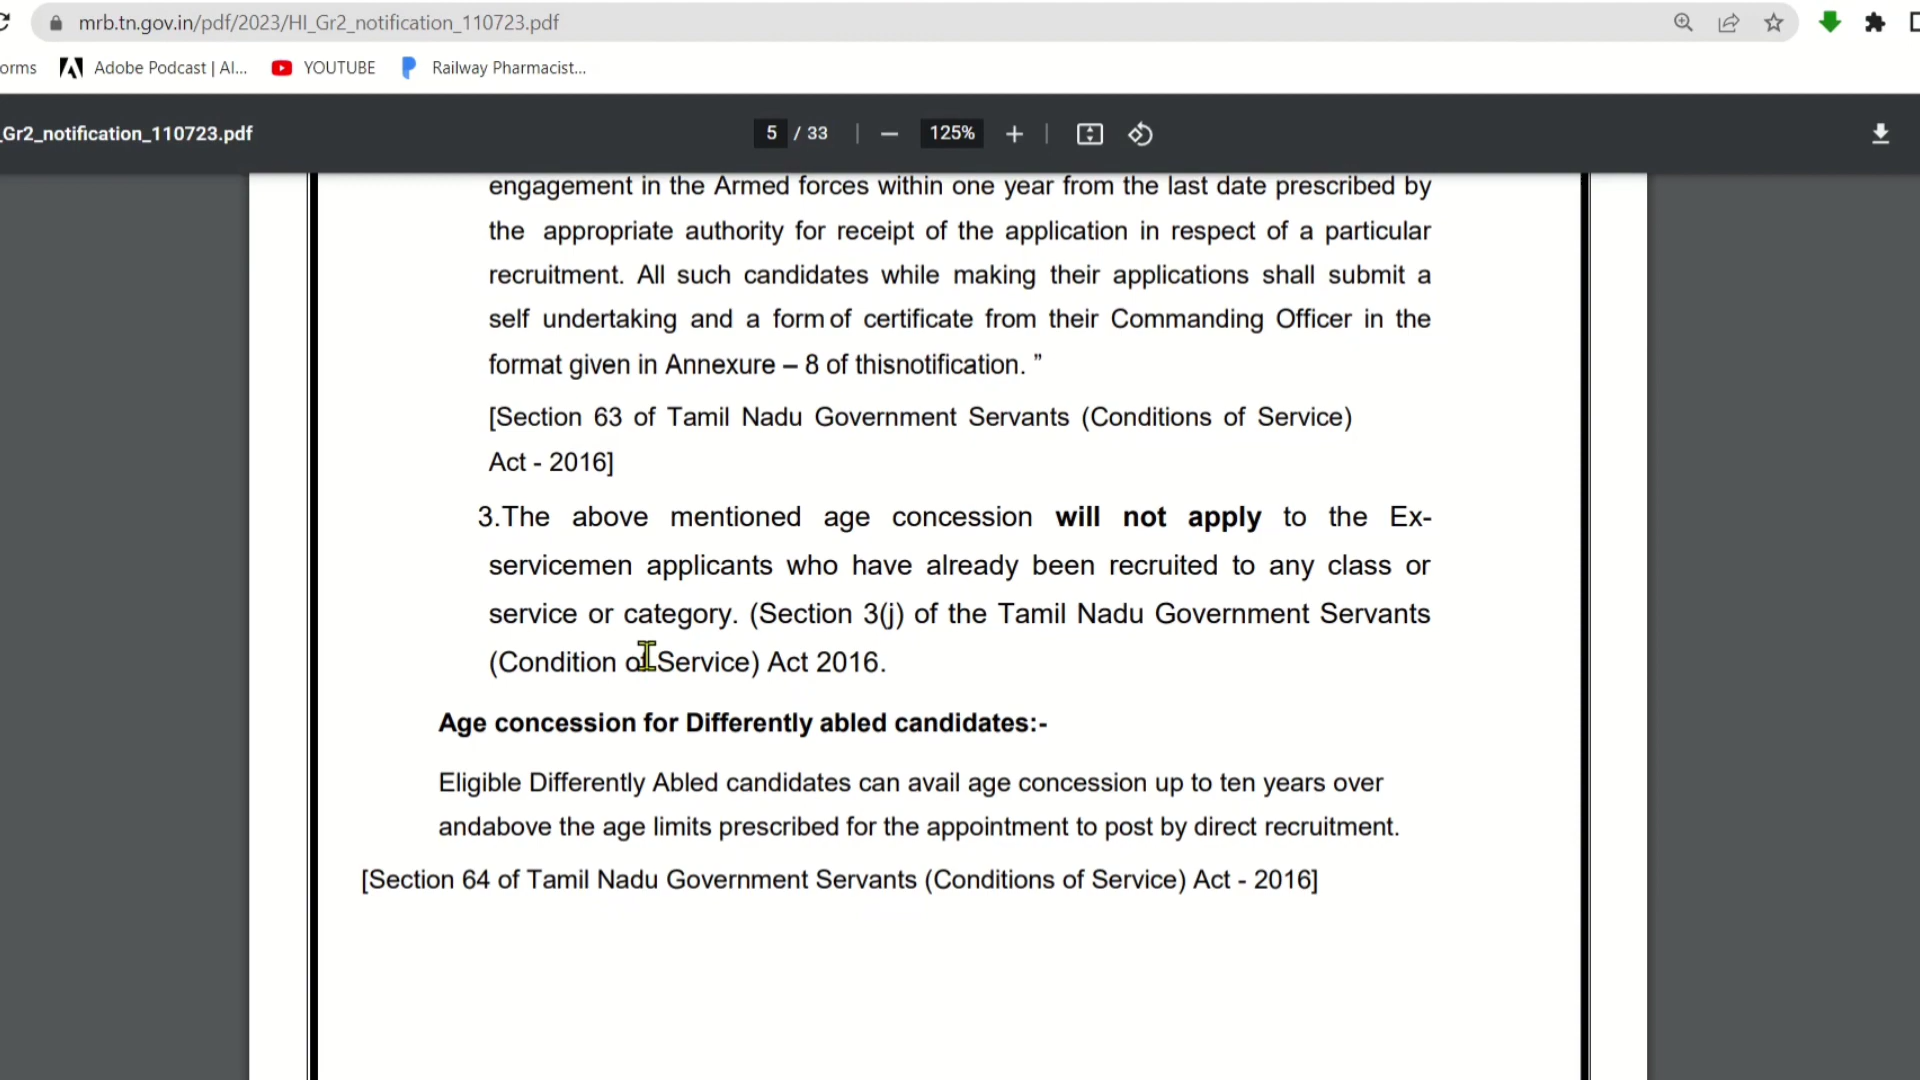 mrb.tn.gov.in/pdf/2023/HI_Gr2_notification_110723.pdf
orms Adobe Podcast | AI... YOUTUBE Railway Pharmacist...
_Gr2_notification_110723.pdf 5 / 33 125%
engagement in the Armed forces within one year from the last date prescribed by
the appropriate authority for receipt of the application in respect of a particular
recruitment. All such candidates while making their applications shall submit a
self undertaking and a form of certificate from their Commanding Officer in the
format given in Annexure – 8 of thisnotification. ”
[Section 63 of Tamil Nadu Government Servants (Conditions of Service)
Act - 2016]
3.The above mentioned age concession will not apply to the Ex-
servicemen applicants who have already been recruited to any class or
service or category. (Section 3(j) of the Tamil Nadu Government Servants
(Condition of Service) Act 2016.
Age concession for Differently abled candidates:-
Eligible Differently Abled candidates can avail age concession up to ten years over
andabove the age limits prescribed for the appointment to post by direct recruitment.
[Section 64 of Tamil Nadu Government Servants (Conditions of Service) Act - 2016]